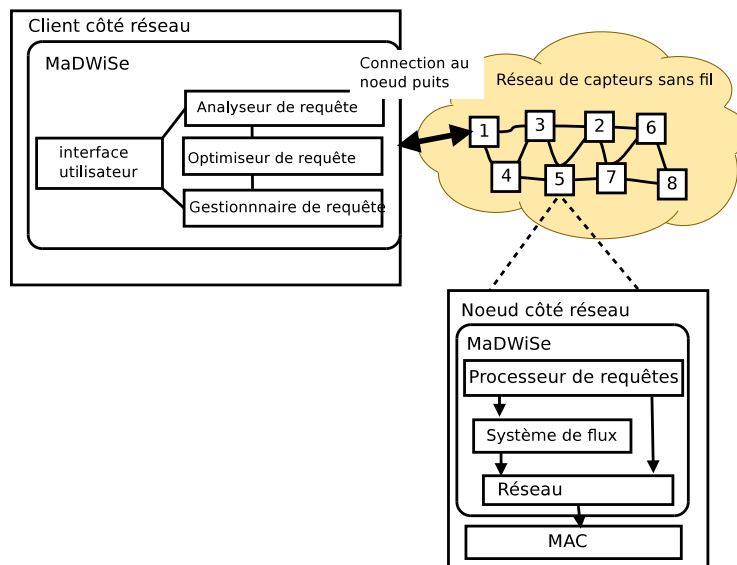 Client côté réseau
MaDWiSe
Connection au
noeud puits
Analyseur de requête
interface
utilisateur
Optimiseur de requête
Gestionnnaire de requête
Réseau de capteurs sans fil
1
3
2
6
4
5
7
8
Noeud côté réseau
MaDWiSe
Processeur de requêtes
Système de flux
Réseau
MAC